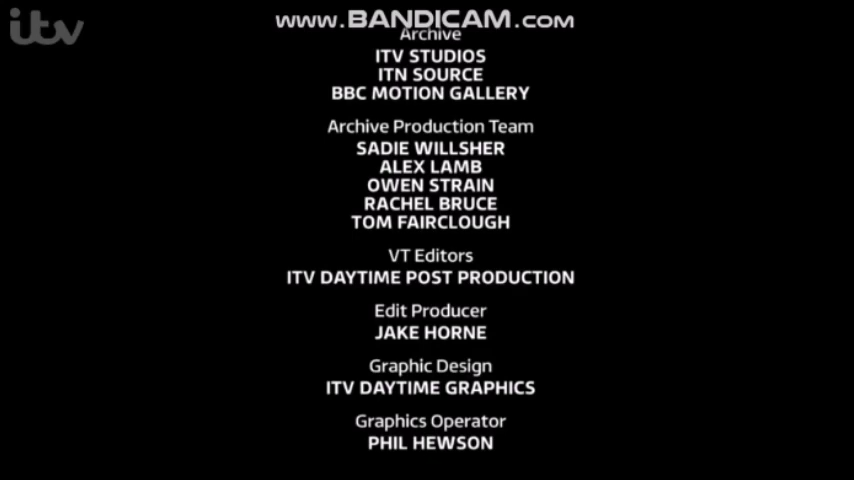 itv
www.BANDICAM.com
Archive
ITV STUDIOS
ITN SOURCE
BBC MOTION GALLERY
Archive Production Team
SADIE WILLSHER
ALEX LAMB
OWEN STRAIN
RACHEL BRUCE
TOM FAIRCLOUGH
VT Editors
ITV DAYTIME POST PRODUCTION
Edit Producer
JAKE HORNE
Graphic Design
ITV DAYTIME GRAPHICS
Graphics Operator
PHIL HEWSON